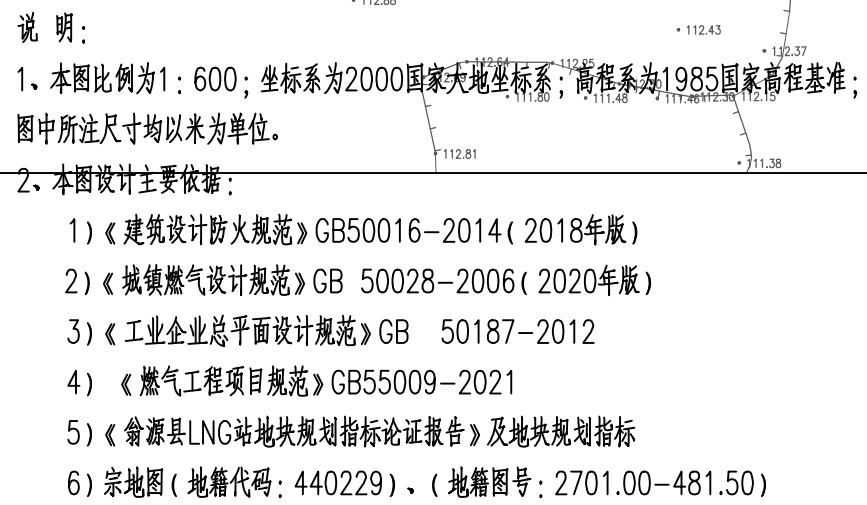 112.88
说 明：
112.43
112.37
112.64
112.25
1、本图比例为1：600；坐标系为2000国家大地坐标系；高程系为1985国家高程基准；
111.80
111.48
111.46
112.30
112.15
图中所注尺寸均以米为单位。
112.81
111.38
2、本图设计主要依据：
1）《建筑设计防火规范》GB50016-2014（2018年版）
2）《城镇燃气设计规范》GB 50028-2006（2020年版）
3）《工业企业总平面设计规范》GB 50187-2012
4）《燃气工程项目规范》GB55009-2021
5）《翁源县LNG站地块规划指标论证报告》及地块规划指标
6）宗地图（地籍代码：440229）、（地籍图号：2701.00-481.50）